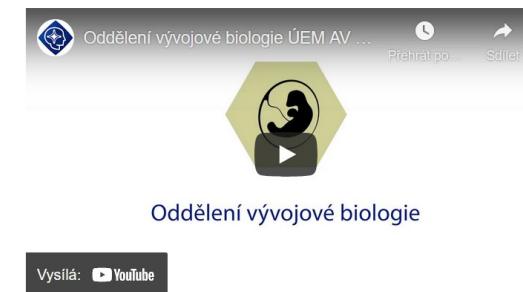 Oddělení vývojové biologie ÚEM AV ...
Přehrát po...
Sdílet
Oddělení vývojové biologie
Vysílá: YouTube